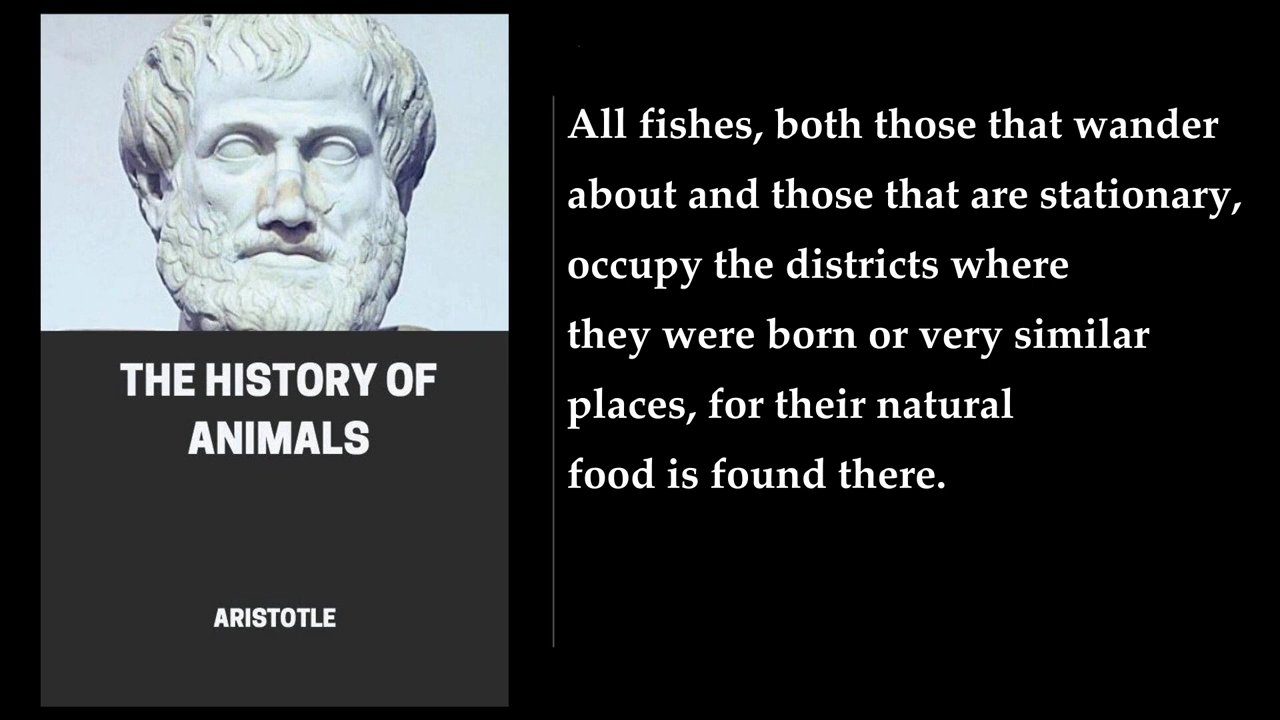 THE HISTORY OF
ANIMALS
ARISTOTLE
All fishes, both those that wander
about and those that are stationary,
occupy the districts where
they were born or very similar
places, for their natural
food is found there.